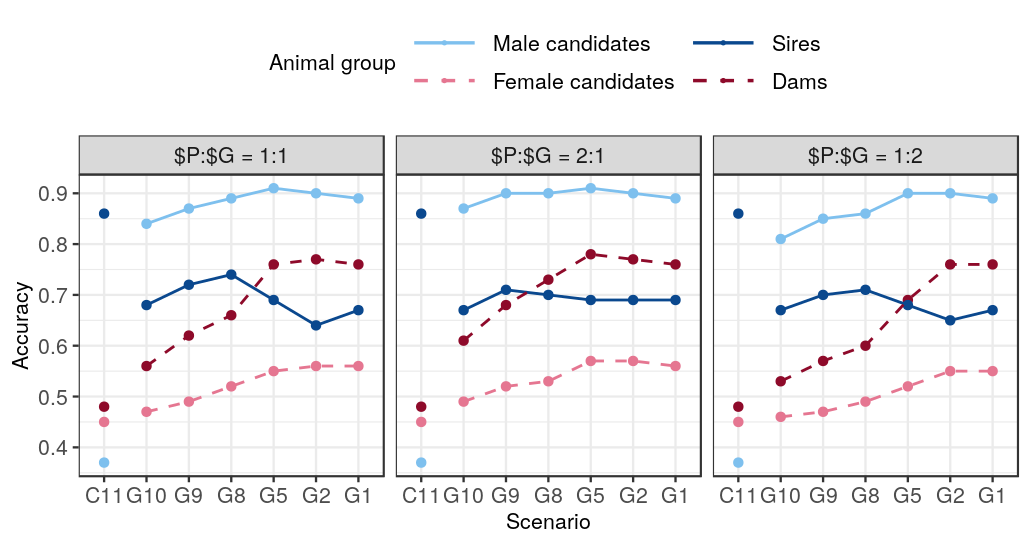 Animal group
Male candidates
Sires
Female candidates
Dams
$P:$G = 1:1
$P:$G = 2:1
$P:$G = 1:2
Accuracy
0.9
0.8
0.7
0.6
0.5
0.4
C11 G10 G9 G8 G5 G2 G1
C11 G10 G9 G8 G5 G2 G1
C11 G10 G9 G8 G5 G2 G1
Scenario